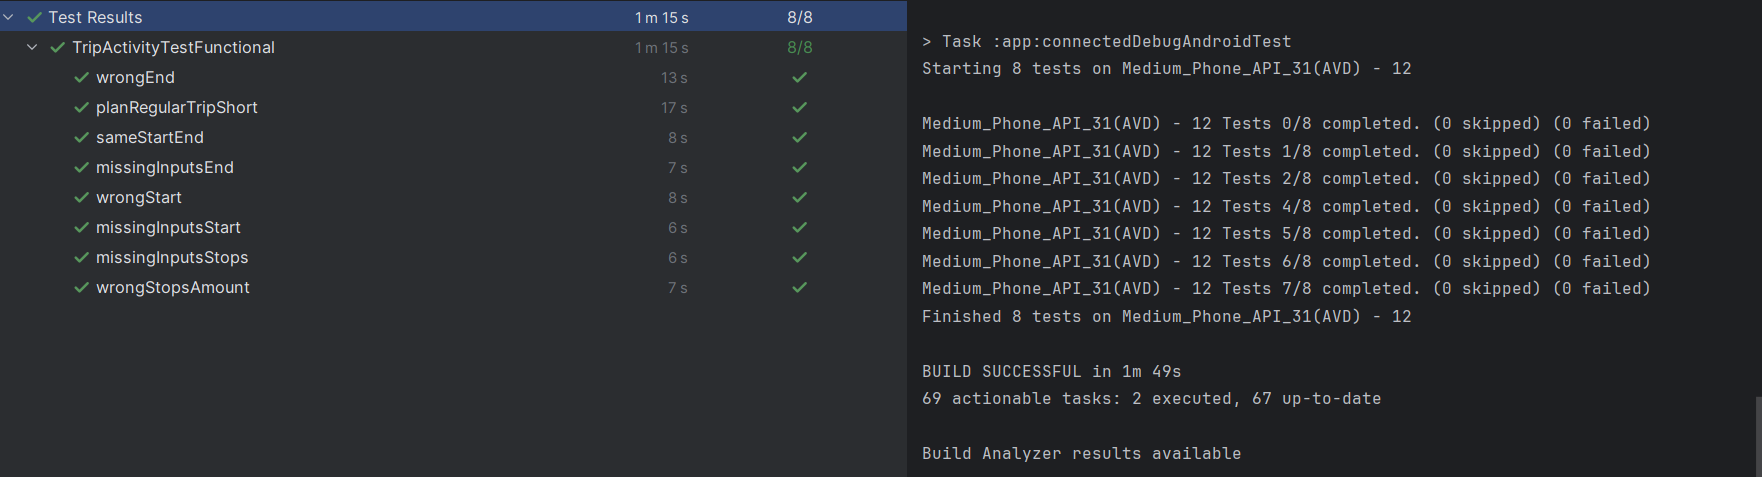 Test Results 1 m 15 s 8/8
TripActivityTestFunctional 1 m 15 s 8/8
wrongEnd 13 s
planRegularTripShort 17 s
sameStartEnd 8 s
missingInputsEnd 7 s
wrongStart 8 s
missingInputsStart 6 s
missingInputsStops 6 s
wrongStopsAmount 7 s
> Task :app:connectedDebugAndroidTest
Starting 8 tests on Medium_Phone_API_31(AVD) - 12
Medium_Phone_API_31(AVD) - 12 Tests 0/8 completed. (0 skipped) (0 failed)
Medium_Phone_API_31(AVD) - 12 Tests 1/8 completed. (0 skipped) (0 failed)
Medium_Phone_API_31(AVD) - 12 Tests 2/8 completed. (0 skipped) (0 failed)
Medium_Phone_API_31(AVD) - 12 Tests 4/8 completed. (0 skipped) (0 failed)
Medium_Phone_API_31(AVD) - 12 Tests 5/8 completed. (0 skipped) (0 failed)
Medium_Phone_API_31(AVD) - 12 Tests 6/8 completed. (0 skipped) (0 failed)
Medium_Phone_API_31(AVD) - 12 Tests 7/8 completed. (0 skipped) (0 failed)
Finished 8 tests on Medium_Phone_API_31(AVD) - 12
BUILD SUCCESSFUL in 1m 49s
69 actionable tasks: 2 executed, 67 up-to-date
Build Analyzer results available